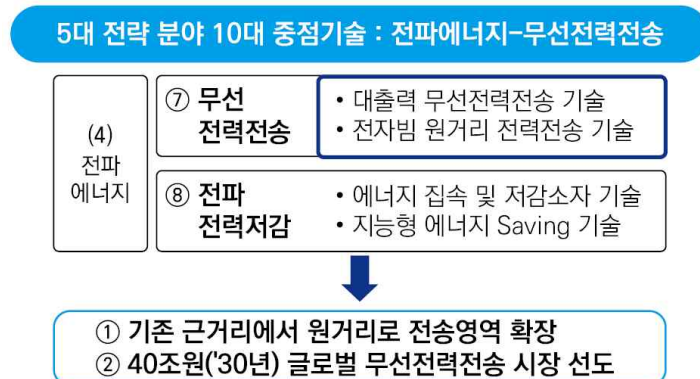 5대 전략 분야 10대 중점기술 : 전파에너지-무선전력전송
(4)
전파
에너지
⑦ 무선
전력전송
• 대출력 무선전력전송 기술
• 전자빔 원거리 전력전송 기술
⑧ 전파
전력저감
• 에너지 집속 및 저감소자 기술
• 지능형 에너지 Saving 기술
① 기존 근거리에서 원거리로 전송영역 확장
② 40조원('30년) 글로벌 무선전력전송 시장 선도